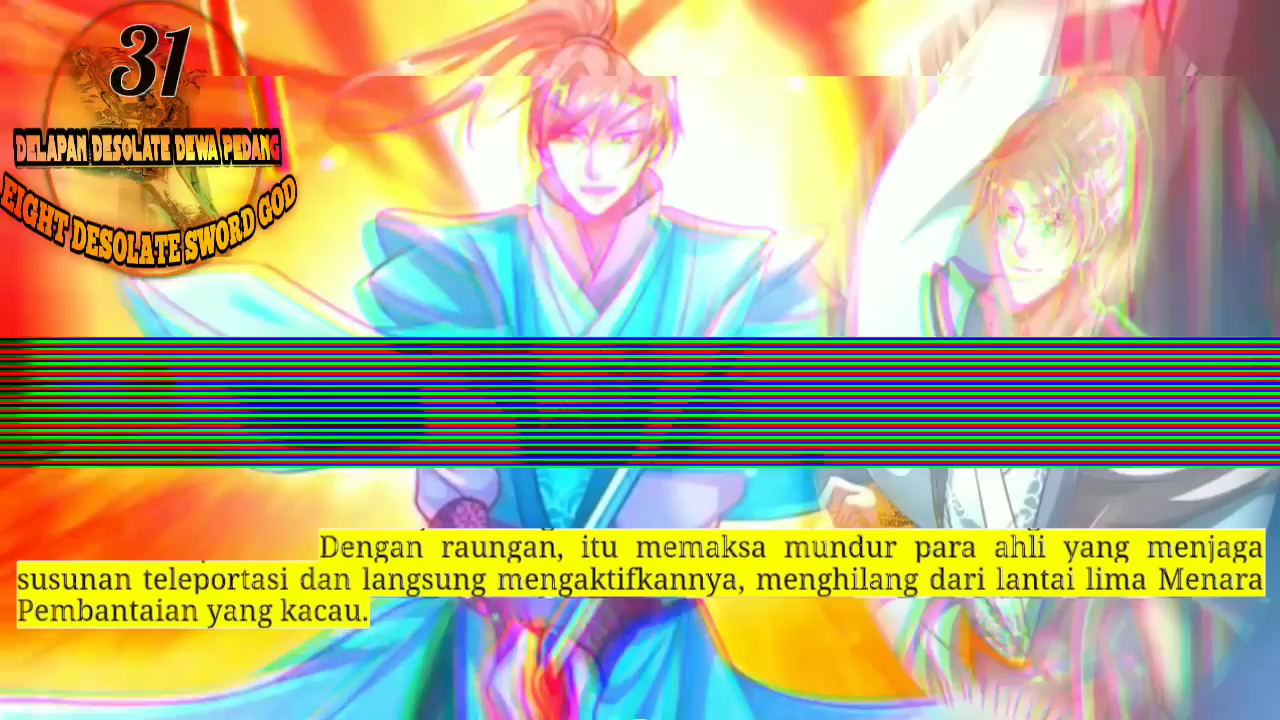 31
DELAPAN DESOLATE DEWA PEDANG
EIGHT DESOLATE SWORD GOD
Dengan raungan, itu memaksa mundur para ahli yang menjaga
susunan teleportasi dan langsung mengaktifkannya, menghilang dari lantai lima Menara
Pembantaian yang kacau.